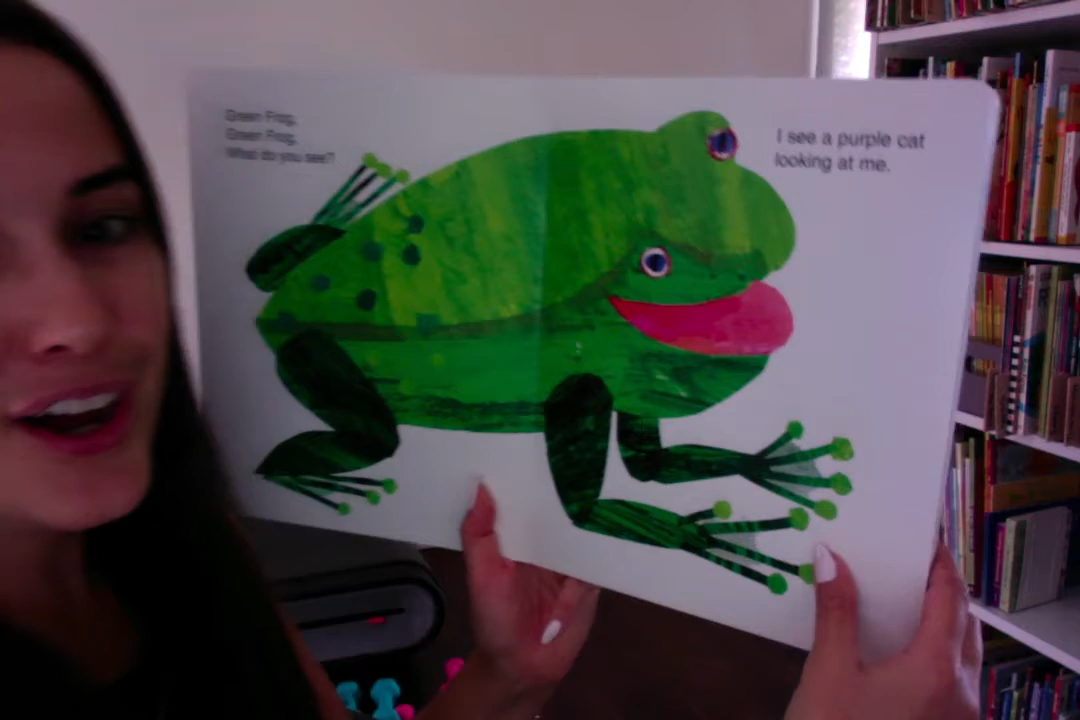 Green Frog,
Green Frog,
What do you see?
I see a purple cat
looking at me.